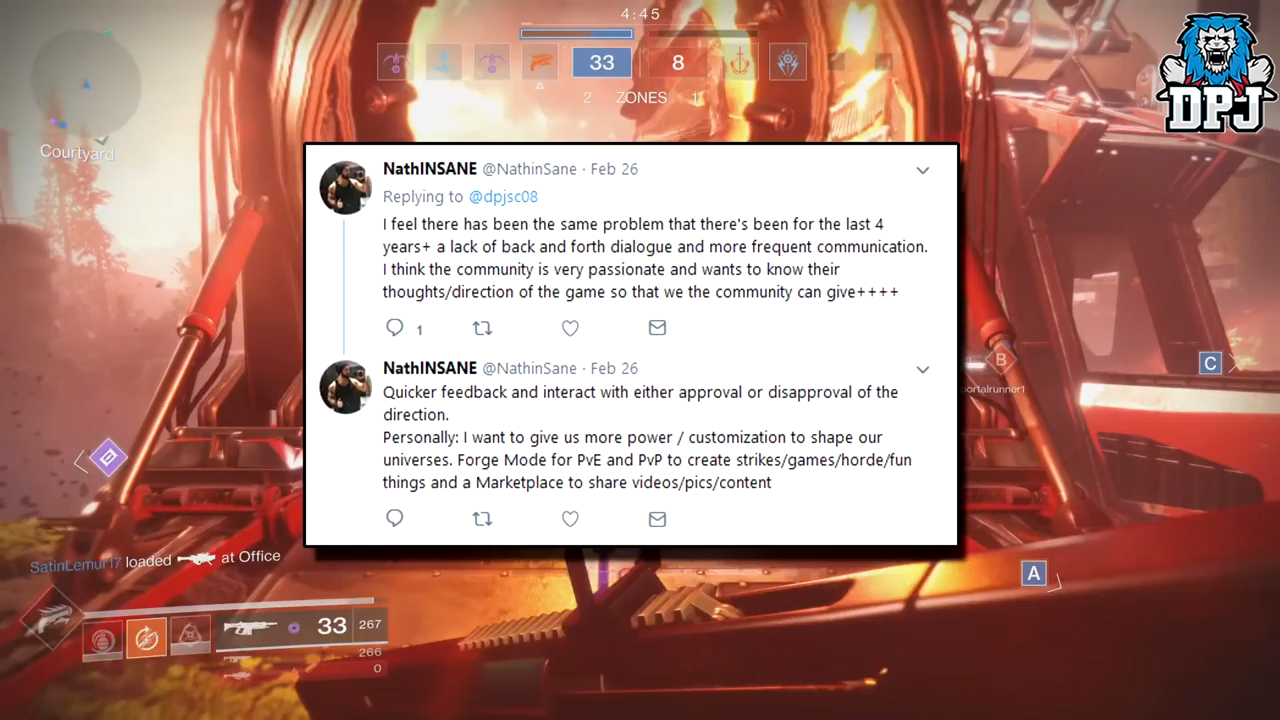 4:45
33
8
2 ZONES 1
DPJ
Courtyard
NathINSANE @NathinSane · Feb 26
Replying to @dpjsc08
I feel there has been the same problem that there's been for the last 4
years+ a lack of back and forth dialogue and more frequent communication.
I think the community is very passionate and wants to know their
thoughts/direction of the game so that we the community can give++++
1
NathINSANE @NathinSane · Feb 26
Quicker feedback and interact with either approval or disapproval of the
direction.
Personally: I want to give us more power / customization to shape our
universes. Forge Mode for PvE and PvP to create strikes/games/horde/fun
things and a Marketplace to share videos/pics/content
B
C
portalrunner1
A
SatinLemur17 loaded at Office
33 267
266
0